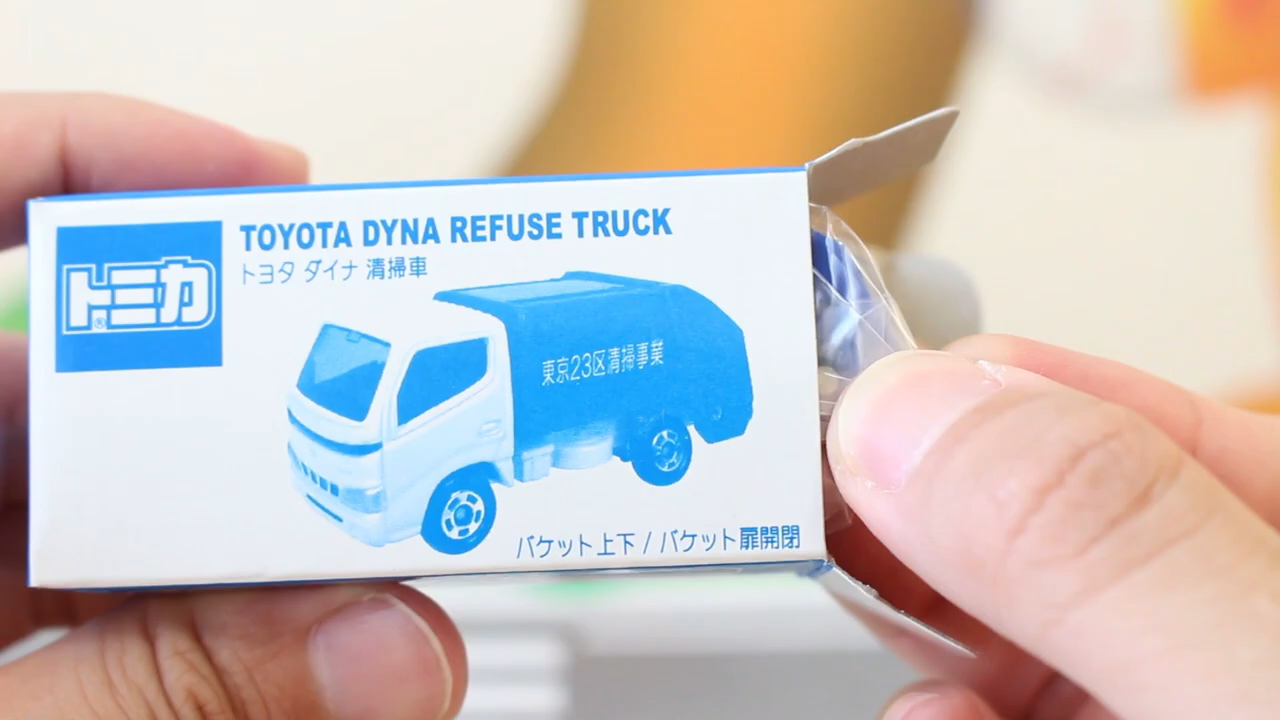 TOYOTA DYNA REFUSE TRUCK
トミカ®
トヨタ ダイナ 清掃車
東京23区清掃事業
バケット上下 / バケット扉開閉